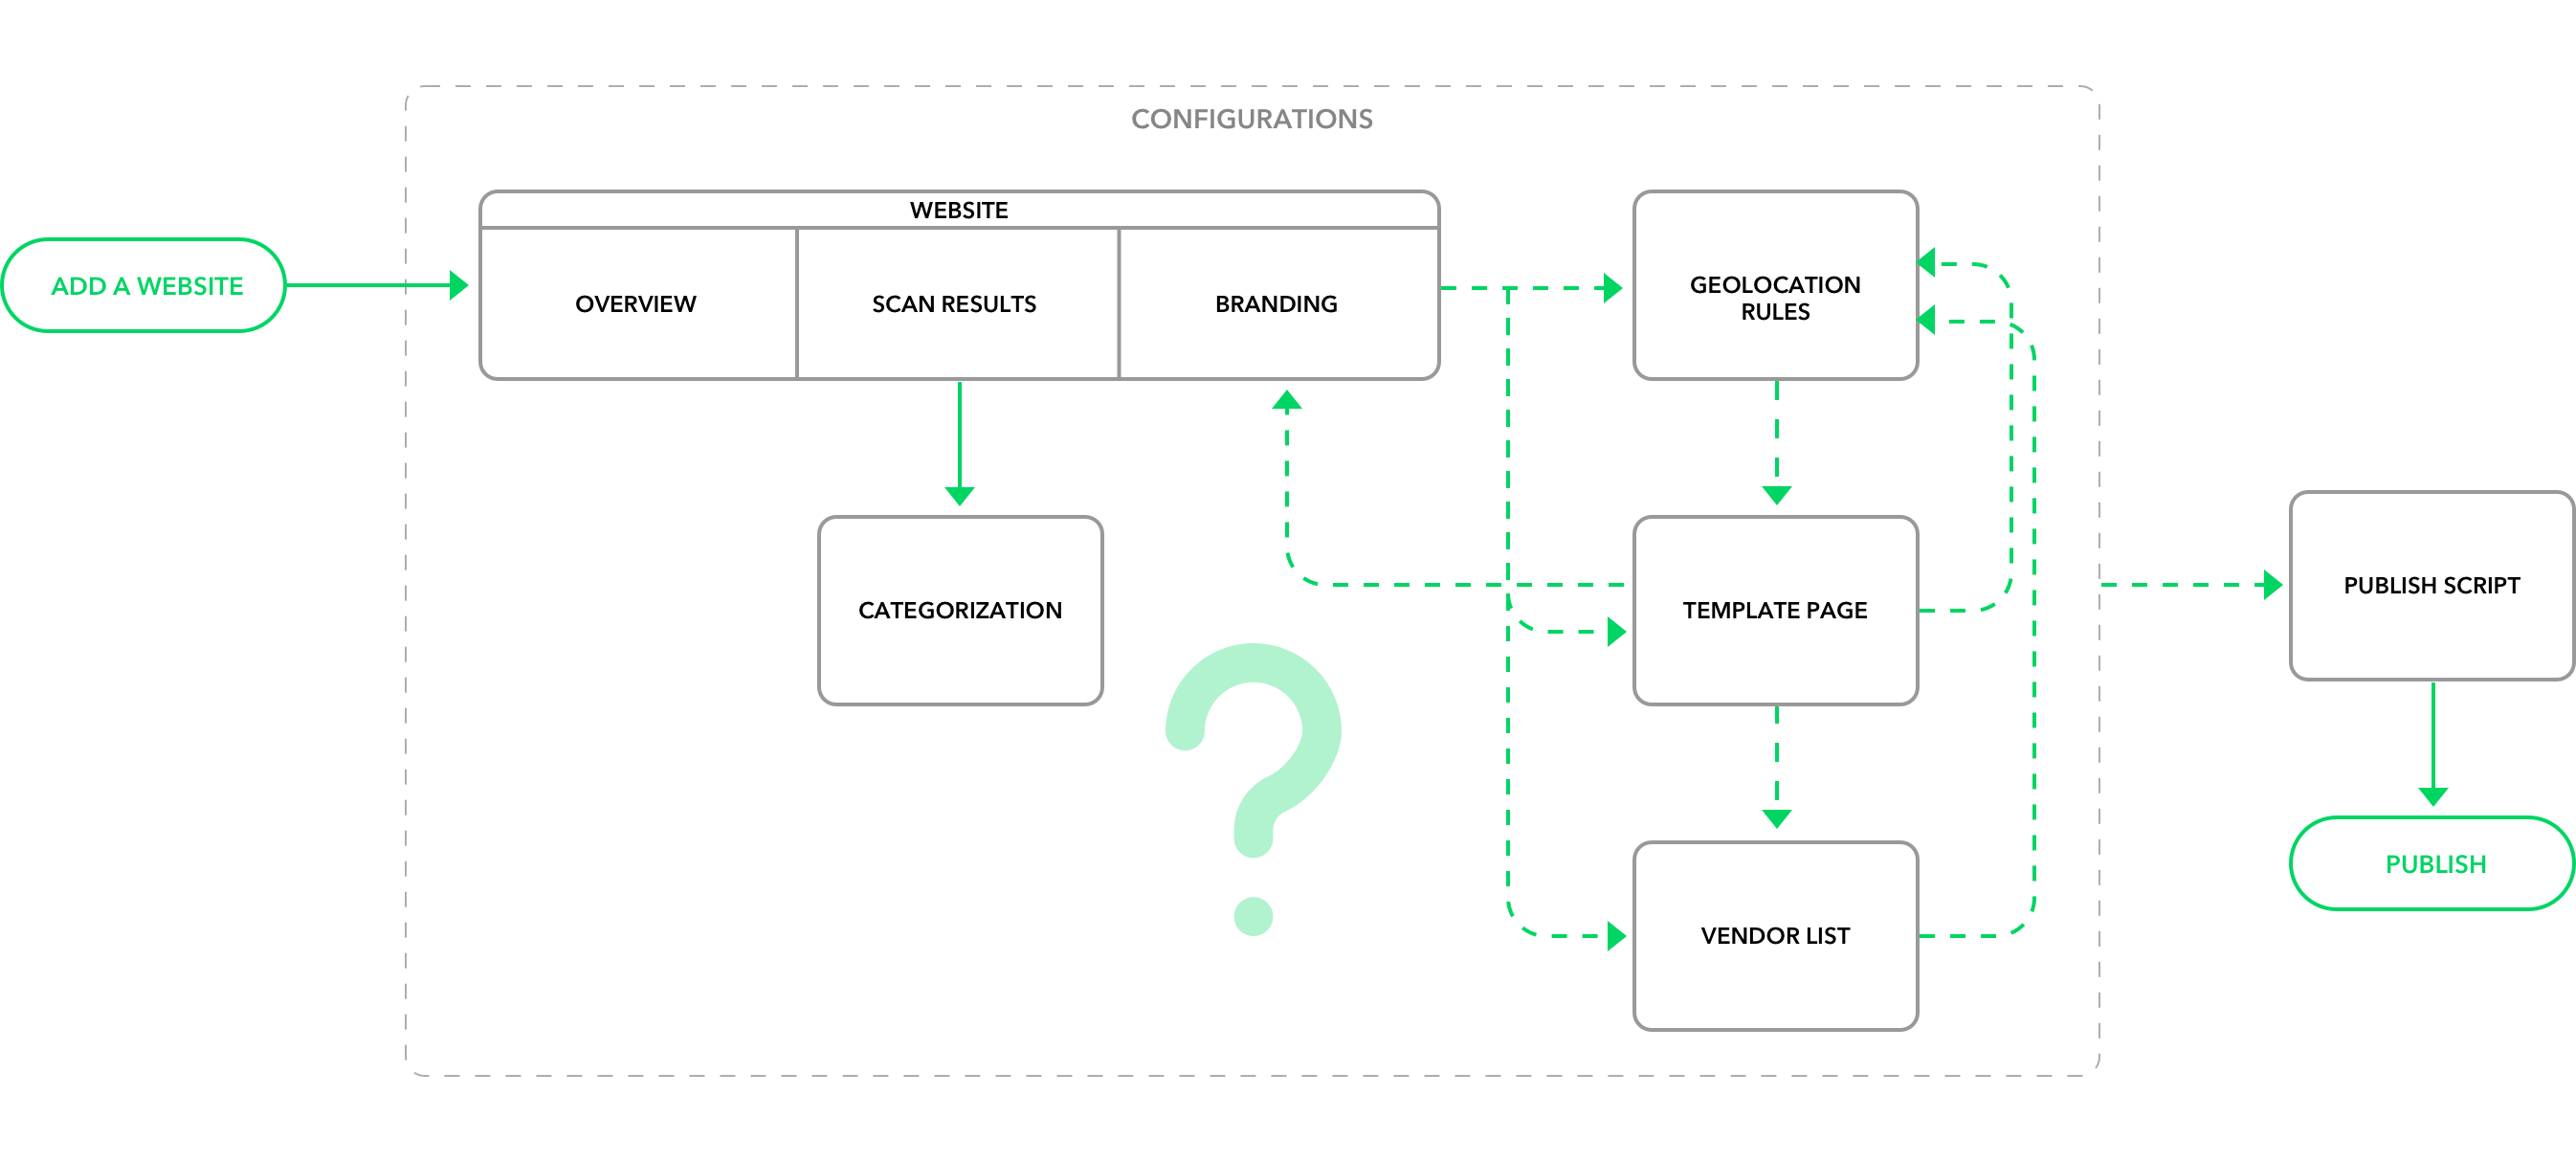 CONFIGURATIONS
WEBSITE
ADD A WEBSITE
OVERVIEW
SCAN RESULTS
BRANDING
GEOLOCATION
RULES
CATEGORIZATION
TEMPLATE PAGE
PUBLISH SCRIPT
?
VENDOR LIST
PUBLISH